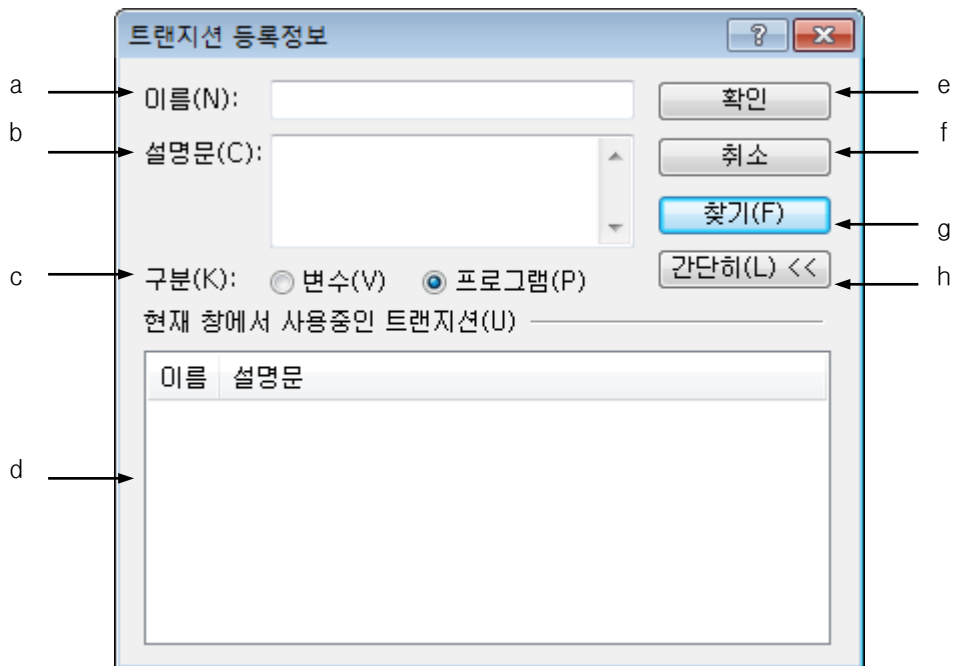 트랜지션 등록정보
a 이름(N): 확인 e
b 설명문(C): 취소 f
찾기(F) g
c 구분(K): 변수(V) 프로그램(P) 간단히(L) << h
현재 창에서 사용중인 트랜지션(U)
이름 설명문
d